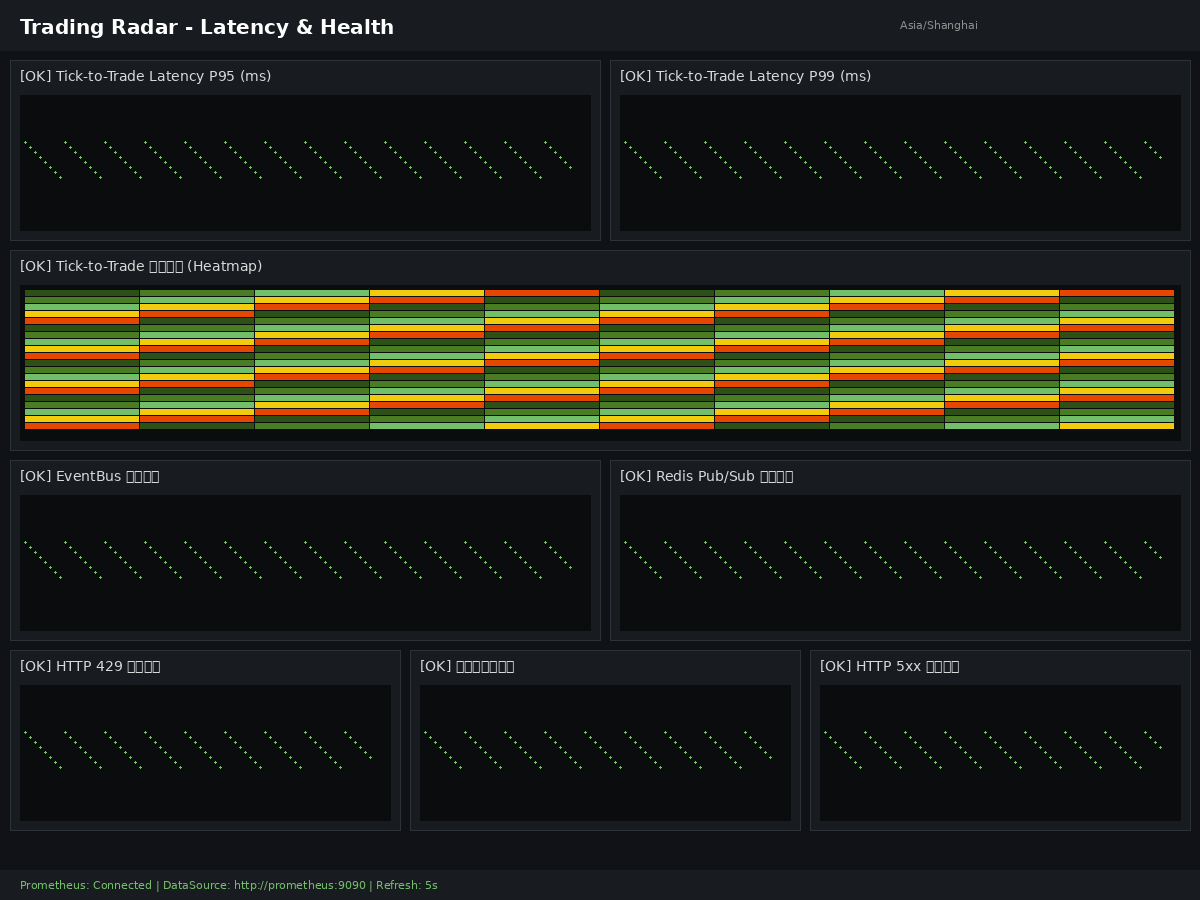 Trading Radar - Latency & Health
Asia/Shanghai
[OK] Tick-to-Trade Latency P95 (ms)
[OK] Tick-to-Trade Latency P99 (ms)
[OK] Tick-to-Trade (Heatmap)
[OK] EventBus
[OK] Redis Pub/Sub
[OK] HTTP 429
[OK]
[OK] HTTP 5xx
Prometheus: Connected | DataSource: http://prometheus:9090 | Refresh: 5s